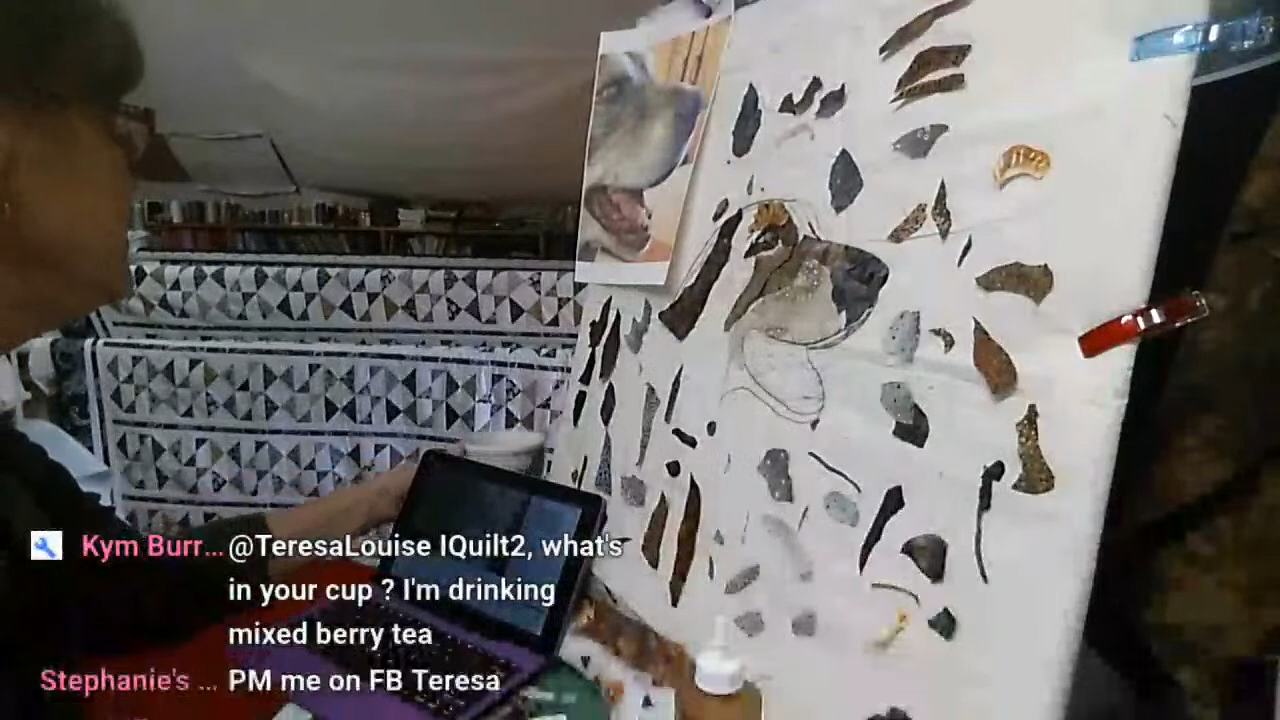 Kym Burr... @TeresaLouise IQuilt2, what's
in your cup ? I'm drinking
mixed berry tea
Stephanie's ... PM me on FB Teresa